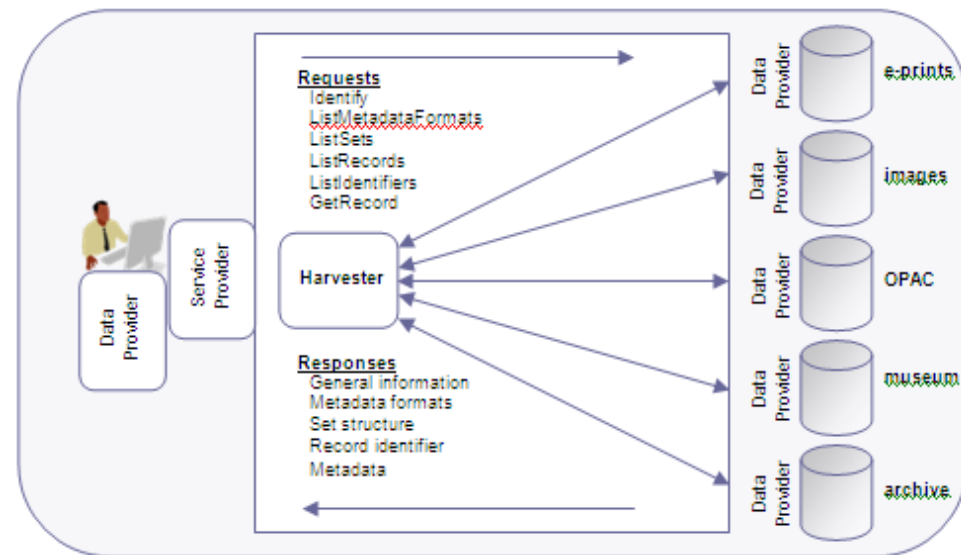 Requests
Identify
ListMetadataFormats
ListSets
ListRecords
ListIdentifiers
GetRecord
Data
Provider
Service
Provider
Harvester
Responses
General information
Metadata formats
Set structure
Record identifier
Metadata
Data
Provider
e-prints
Data
Provider
images
Data
Provider
OPAC
Data
Provider
museum
Data
Provider
archive